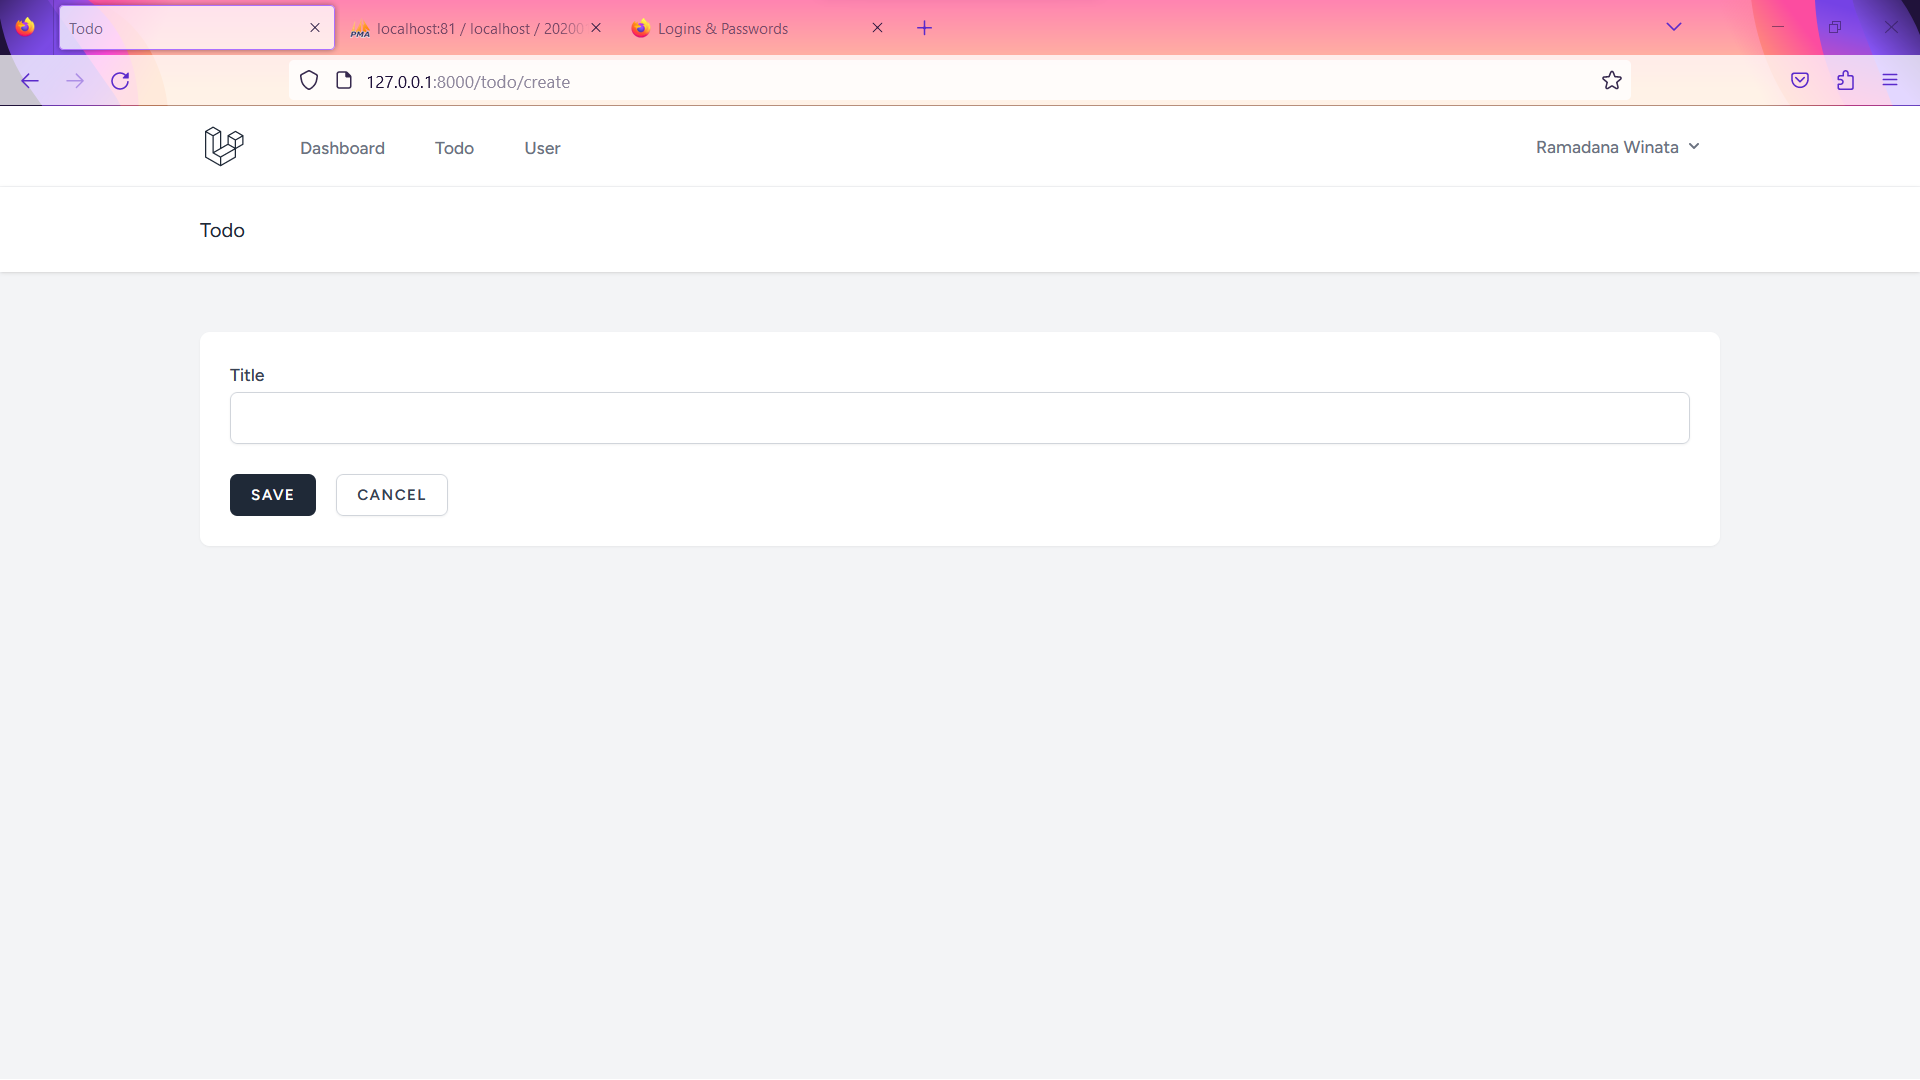 Todo
PMA localhost:81 / localhost / 20200
Logins & Passwords
127.0.0.1:8000/todo/create
Dashboard Todo User Ramadana Winata
Todo
Title
SAVE CANCEL